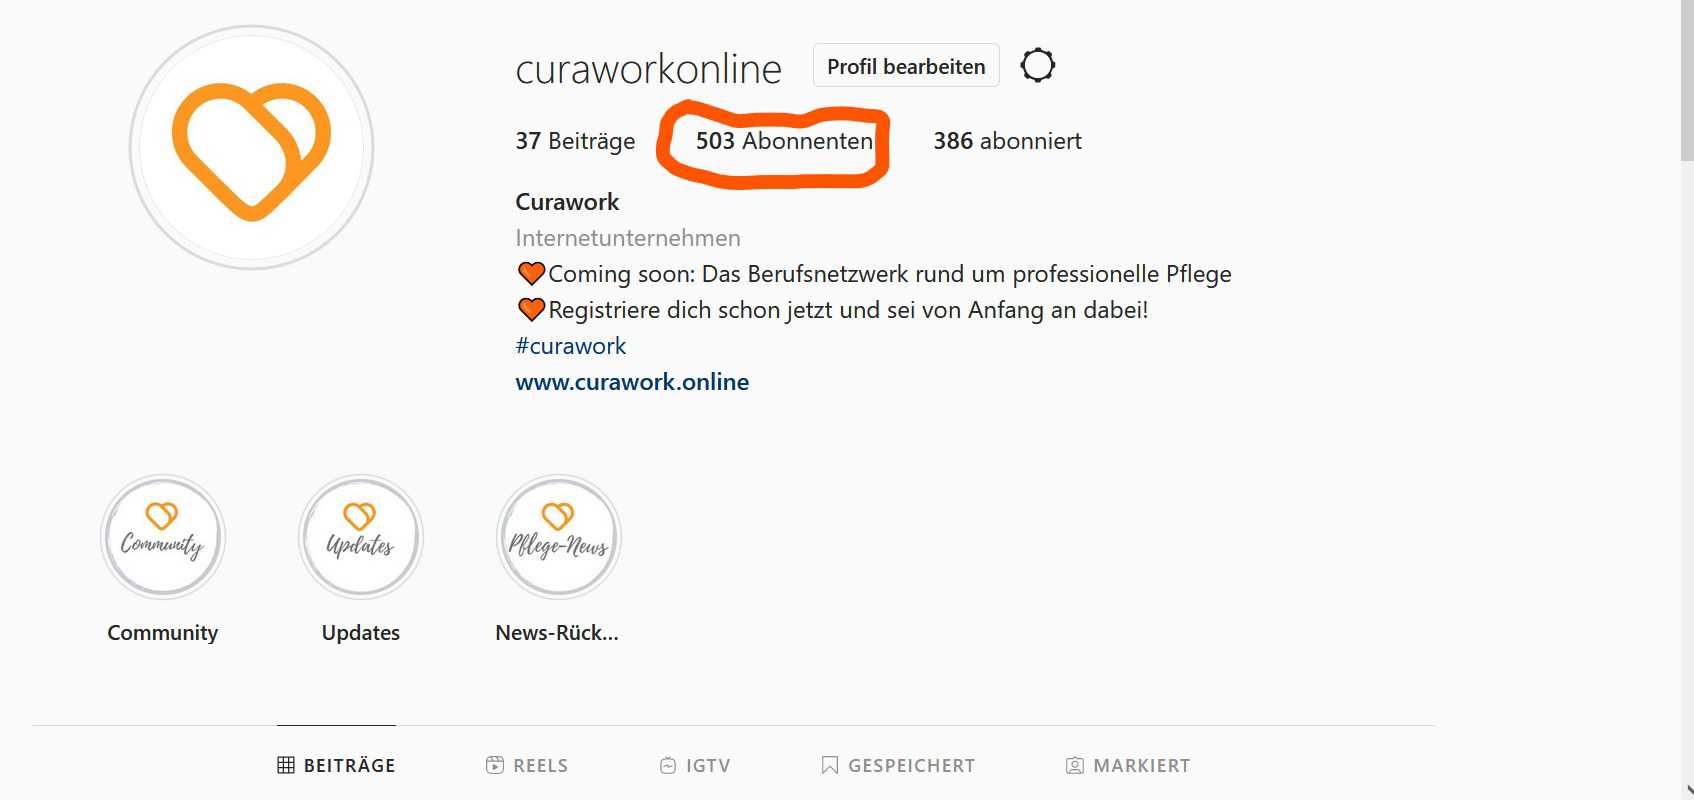 curaworkonline Profil bearbeiten
37 Beiträge 503 Abonnenten 386 abonniert
Curawork
Internetunternehmen
🧡Coming soon: Das Berufsnetzwerk rund um professionelle Pflege
🧡Registriere dich schon jetzt und sei von Anfang an dabei!
#curawork
www.curawork.online
Community Updates Pflege-News
Community Updates News-Rück...
BEITRÄGE REELS IGTV GESPEICHERT MARKIERT